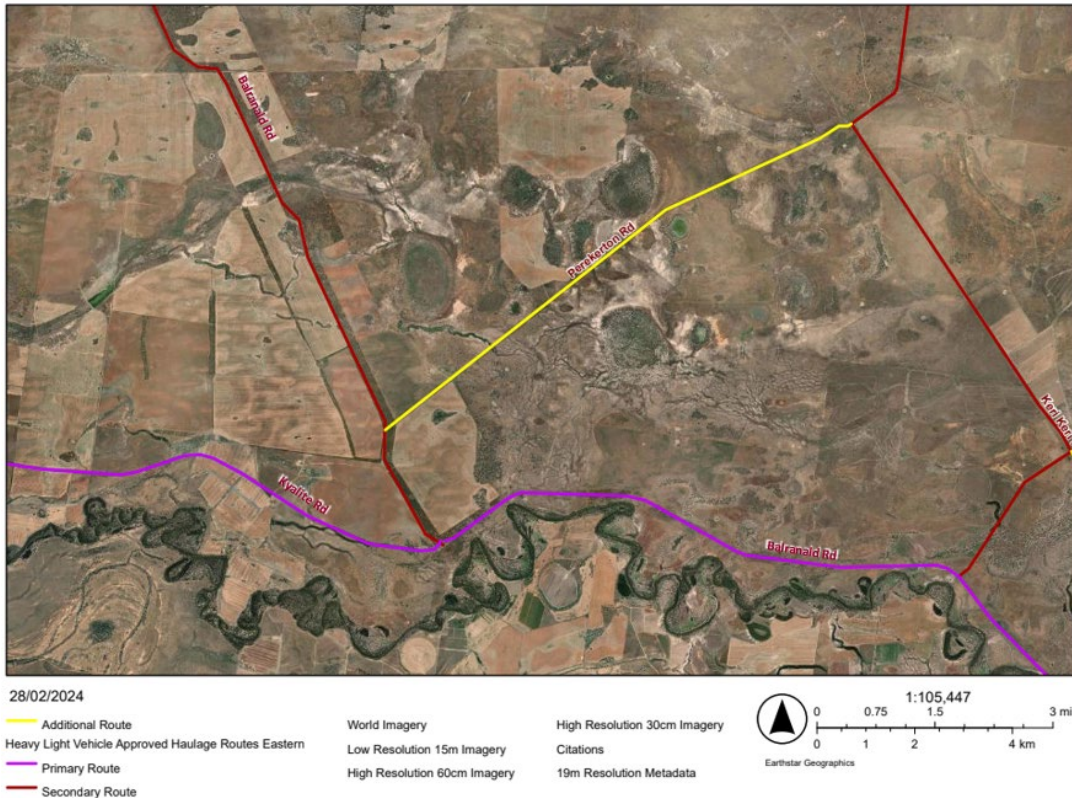 Balranald Rd
Perekerton Rd
Keri Keri
Kyalite Rd
Balranald Rd
28/02/2024
Additional Route
Heavy Light Vehicle Approved Haulage Routes Eastern
Primary Route
Secondary Route
World Imagery
Low Resolution 15m Imagery
High Resolution 60cm Imagery
High Resolution 30cm Imagery
Citations
19m Resolution Metadata
1:105,447
0 0.75 1.5 3 mi
0 1 2 4 km
Earthstar Geographics